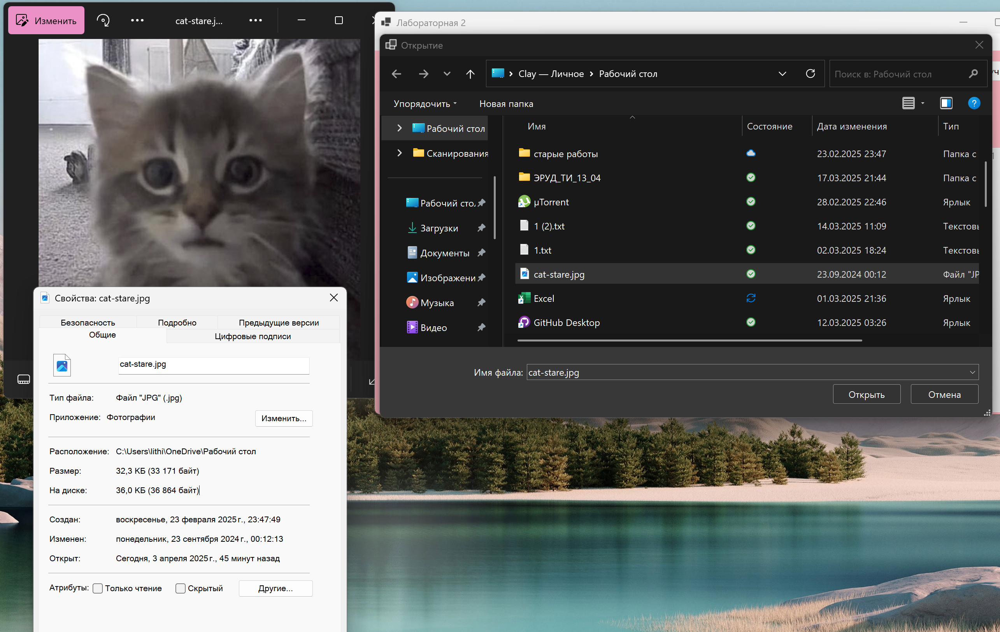 Изменить
cat-stare.j...
Лабораторная 2
Открытие
Clay — Личное
Рабочий стол
Поиск в: Рабочий стол
Упорядочить
Новая папка
Имя
Состояние
Дата изменения
Тип
Рабочий стол
Сканирования
Рабочий стол
Загрузки
Документы
Изображени
Музыка
Видео
старые работы 23.02.2025 23:47 Папка с
ЭРУД_ТИ_13_04 17.03.2025 21:44 Папка с
µTorrent 28.02.2025 22:46 Ярлык
1 (2).txt 14.03.2025 11:09 Текстовы
1.txt 02.03.2025 18:24 Текстовы
cat-stare.jpg 23.09.2024 00:12 Файл "JP
Excel 01.03.2025 21:36 Ярлык
GitHub Desktop 12.03.2025 03:26 Ярлык
Имя файла: cat-stare.jpg
Открыть
Отмена
Свойства: cat-stare.jpg
Безопасность
Подробно
Предыдущие версии
Общие
Цифровые подписи
cat-stare.jpg
Тип файла: Файл "JPG" (.jpg)
Приложение: Фотографии
Изменить...
Расположение: C:\Users\lithi\OneDrive\Рабочий стол
Размер: 32,3 КБ (33 171 байт)
На диске: 36,0 КБ (36 864 байт)
Создан: воскресенье, 23 февраля 2025 г., 23:47:49
Изменен: понедельник, 23 сентября 2024 г., 00:12:13
Открыт: Сегодня, 3 апреля 2025 г., 45 минут назад
Атрибуты: Только чтение Скрытый Другие...